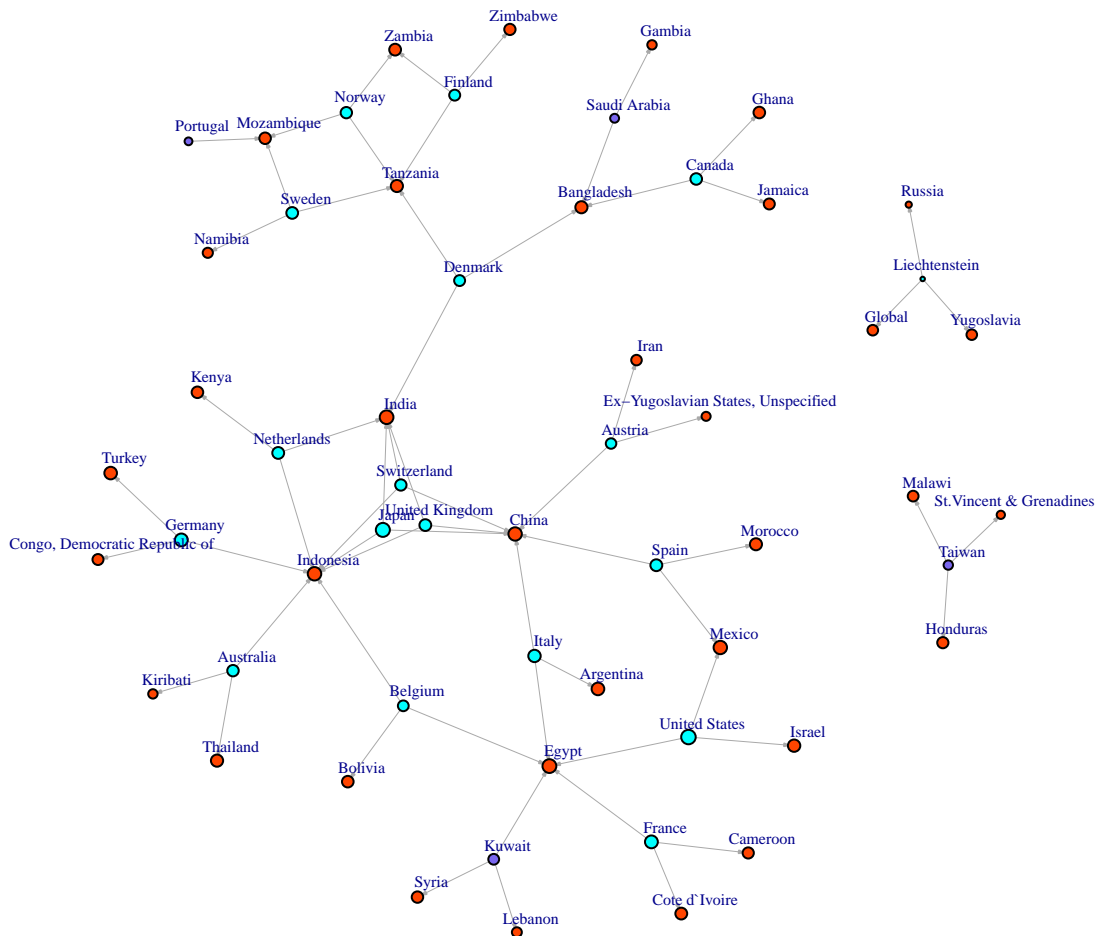 Zimbabwe
Zambia
Gambia
Finland
Norway
Saudi Arabia
Ghana
Portugal
Mozambique
Tanzania
Canada
Bangladesh
Jamaica
Russia
Sweden
Namibia
Denmark
Liechtenstein
Global
Yugoslavia
Iran
Kenya
Ex-Yugoslavian States, Unspecified
India
Austria
Netherlands
Turkey
Switzerland
Malawi
St.Vincent & Grenadines
United Kingdom
Japan
China
Germany
Congo, Democratic Republic of
Morocco
Spain
Taiwan
Indonesia
Honduras
Mexico
Italy
Australia
Argentina
Kiribati
Belgium
United States
Israel
Thailand
Egypt
Bolivia
France
Cameroon
Kuwait
Syria
Cote d`Ivoire
Lebanon